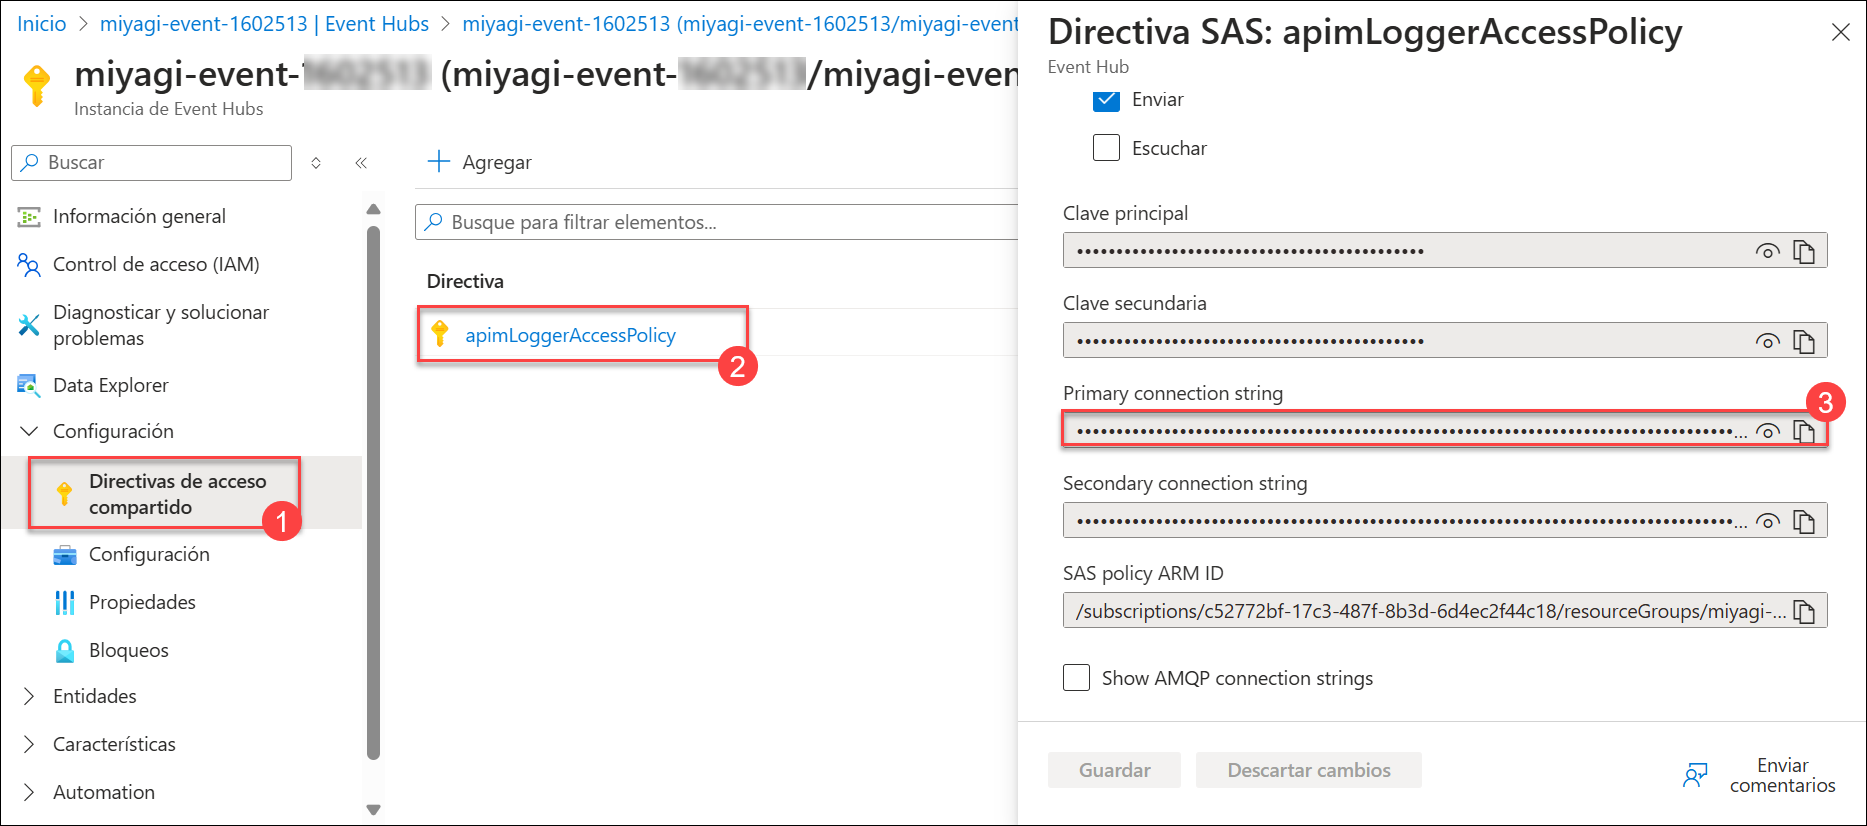 Inicio > miyagi-event-1602513 | Event Hubs > miyagi-event-1602513 (miyagi-event-1602513/miyagi-event
miyagi-event- (miyagi-event- /miyagi-even
Instancia de Event Hubs
Buscar
Información general
Control de acceso (IAM)
Diagnosticar y solucionar
problemas
Data Explorer
Configuración
Directivas de acceso
compartido
1
Configuración
Propiedades
Bloqueos
Entidades
Características
Automation
Agregar
Busque para filtrar elementos...
Directiva
apimLoggerAccessPolicy
2
Directiva SAS: apimLoggerAccessPolicy
Event Hub
Enviar
Escuchar
Clave principal
Clave secundaria
Primary connection string
3
...
Secondary connection string
...
SAS policy ARM ID
/subscriptions/c52772bf-17c3-487f-8b3d-6d4ec2f44c18/resourceGroups/miyagi-...
Show AMQP connection strings
Guardar
Descartar cambios
Enviar
comentarios